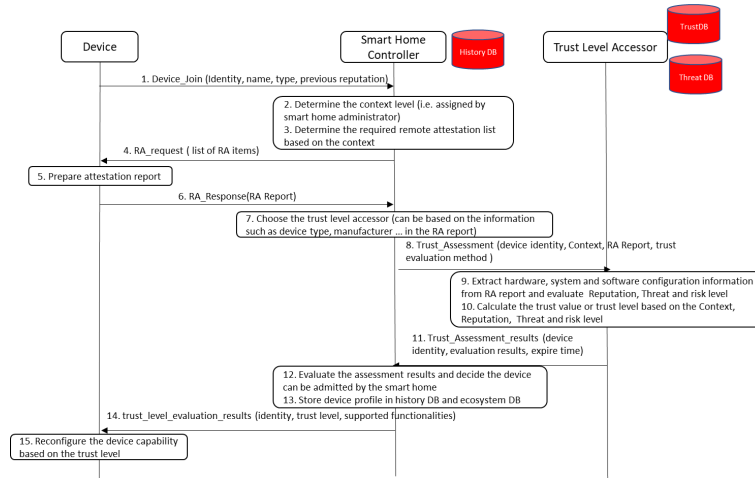 Device
Smart Home
Controller
History DB
Trust Level Accessor
TrustDB
Threat DB
1. Device_Join (Identity, name, type, previous reputation)
2. Determine the context level (i.e. assigned by
smart home administrator)
3. Determine the required remote attestation list
based on the context
4. RA_request ( list of RA items)
5. Prepare attestation report
6. RA_Response(RA Report)
7. Choose the trust level accessor (can be based on the information
such as device type, manufacturer ... in the RA report)
8. Trust_Assessment (device identity, Context, RA Report, trust
evaluation method )
9. Extract hardware, system and software configuration information
from RA report and evaluate Reputation, Threat and risk level
10. Calculate the trust value or trust level based on the Context,
Reputation, Threat and risk level
11. Trust_Assessment_results (device
identity, evaluation results, expire time)
12. Evaluate the assessment results and decide the device
can be admitted by the smart home
13. Store device profile in history DB and ecosystem DB
14. trust_level_evaluation_results (identity, trust level, supported functionalities)
15. Reconfigure the device capability
based on the trust level